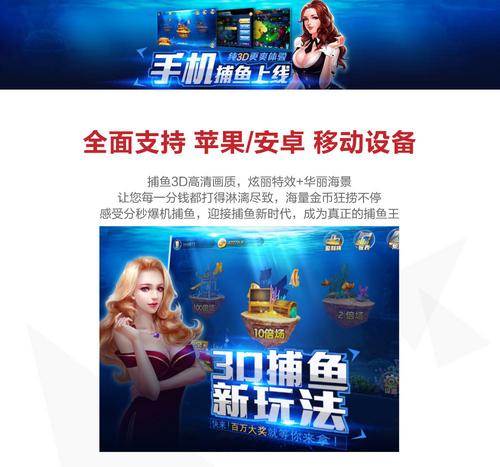 纯3D更爽体验
手机捕鱼上线
全面支持 苹果/安卓 移动设备
捕鱼3D高清画质，炫丽特效+华丽海景
让您每一分钱都打得淋漓尽致，海量金币狂捞不停
感受分秒爆机捕鱼，迎接捕鱼新时代，成为真正的捕鱼王
100倍场
10倍场
2倍场
3D捕鱼
新玩法
快来！百万大奖就等你来拿！